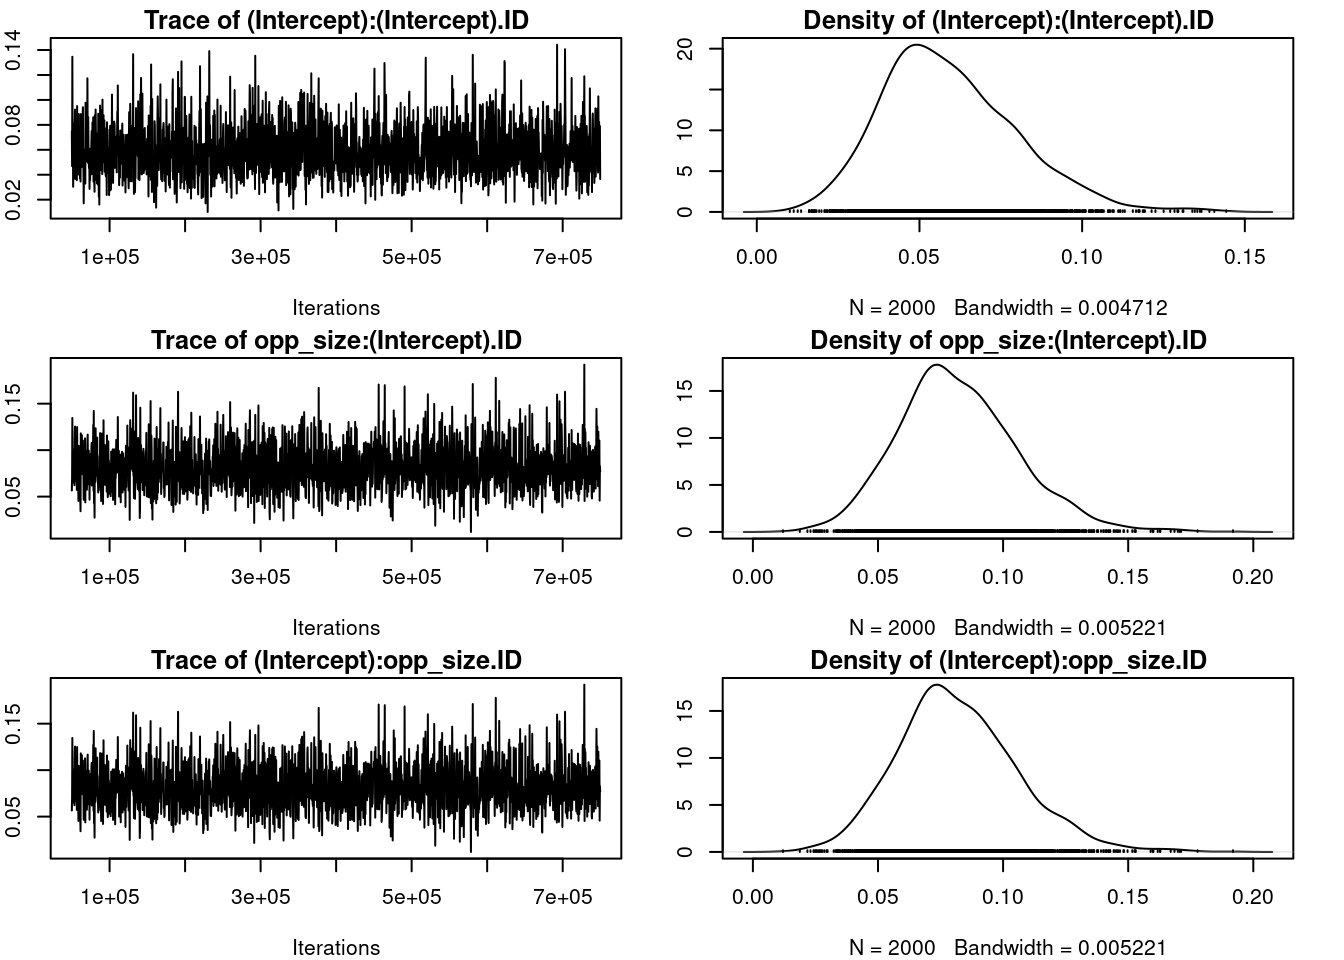 Trace of (Intercept):(Intercept).ID
0.14
0.08
0.02
1e+05 3e+05 5e+05 7e+05
Iterations
Density of (Intercept):(Intercept).ID
20
10
5
0
0.00 0.05 0.10 0.15
N = 2000 Bandwidth = 0.004712
Trace of opp_size:(Intercept).ID
0.15
0.05
1e+05 3e+05 5e+05 7e+05
Iterations
Density of opp_size:(Intercept).ID
15
10
5
0
0.00 0.05 0.10 0.15 0.20
N = 2000 Bandwidth = 0.005221
Trace of (Intercept):opp_size.ID
0.15
0.05
1e+05 3e+05 5e+05 7e+05
Iterations
Density of (Intercept):opp_size.ID
15
10
5
0
0.00 0.05 0.10 0.15 0.20
N = 2000 Bandwidth = 0.005221